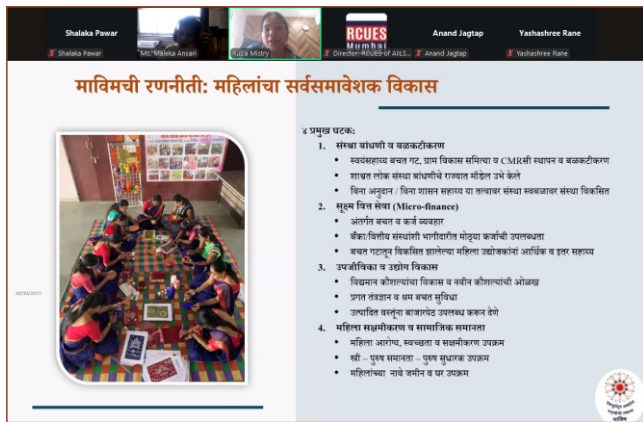 Shalaka Pawar
Anand Jagtap
Yashashree Rane
RCUES
Mumbai
Shalaka Pawar
Ms. Maleka Ansari
Rupa Mistry
Director, RCUES of AIILS...
Anand Jagtap
Yashashree Rane
माविमची रणनीती: महिलांचा सर्वसमावेशक विकास
४ प्रमुख घटक:
1. संस्था बांधणी व बळकटीकरण
• स्वयंसहाय्य बचत गट, ग्राम विकास समित्या व CMRसी स्थापन व बळकटीकरण
• शाश्वत लोक संस्था बांधणीचे राज्यात मॉडेल उभे केले
• विना अनुदान / विना शासन सहाय्य या तत्वावर संस्था स्वबळावर संस्था विकसित
2. सूक्ष्म वित्त सेवा (Micro-finance)
• अंतर्गत बचत व कर्ज व्यवहार
• बँका/वित्तीय संस्थांशी भागीदारीत मोठ्या कर्जाची उपलब्धता
• बचत गटातून विकसित झालेल्या महिला उद्योजकांनां आर्थिक व इतर सहाय्य
3. उपजीविका व उद्योग विकास
• विद्यमान कौशल्यांचा विकास व नवीन कौशल्यांची ओळख
• प्रगत तंत्रज्ञान व श्रम बचत सुविधा
• उत्पादित वस्तूंना बाजारपेठ उपलब्ध करून देणे
4. महिला सक्षमीकरण व सामाजिक समानता
• महिला आरोग्य, स्वच्छता व सक्षमीकरण उपक्रम
• स्त्री – पुरुष समानता – पुरुष सुधारक उपक्रम
• महिलांच्या नावे जमीन व घर उपक्रम
माविम